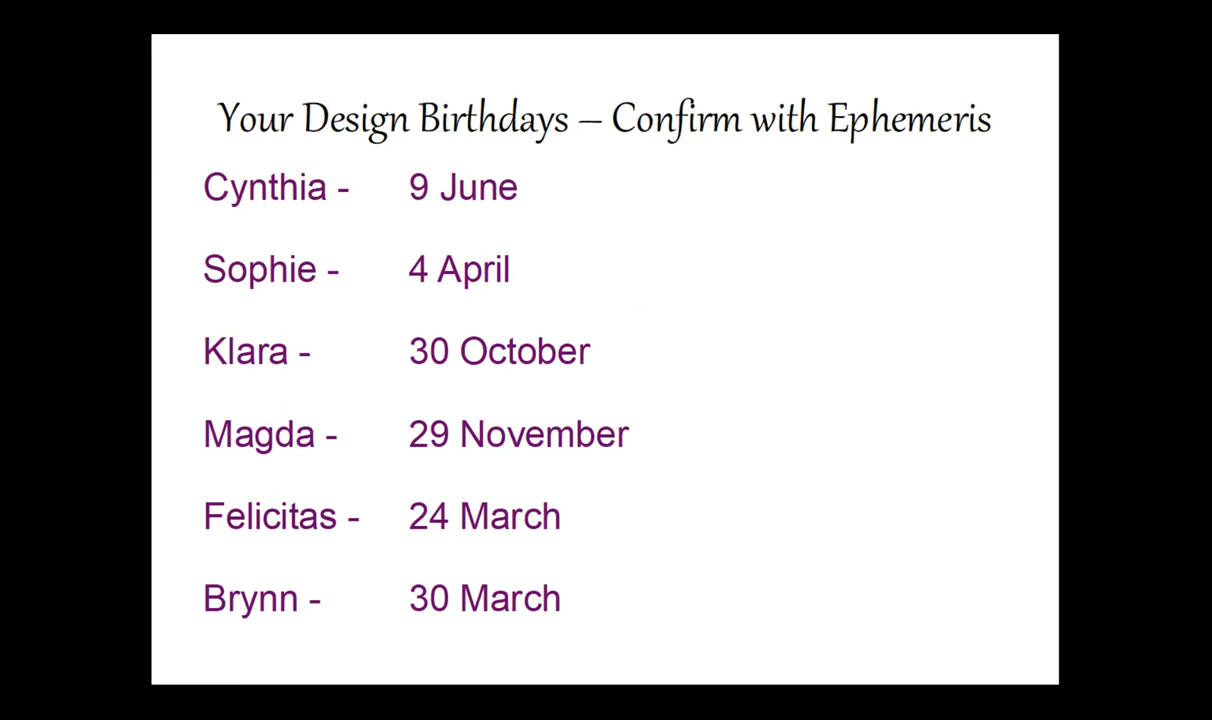 Your Design Birthdays – Confirm with Ephemeris
Cynthia - 9 June
Sophie - 4 April
Klara - 30 October
Magda - 29 November
Felicitas - 24 March
Brynn - 30 March